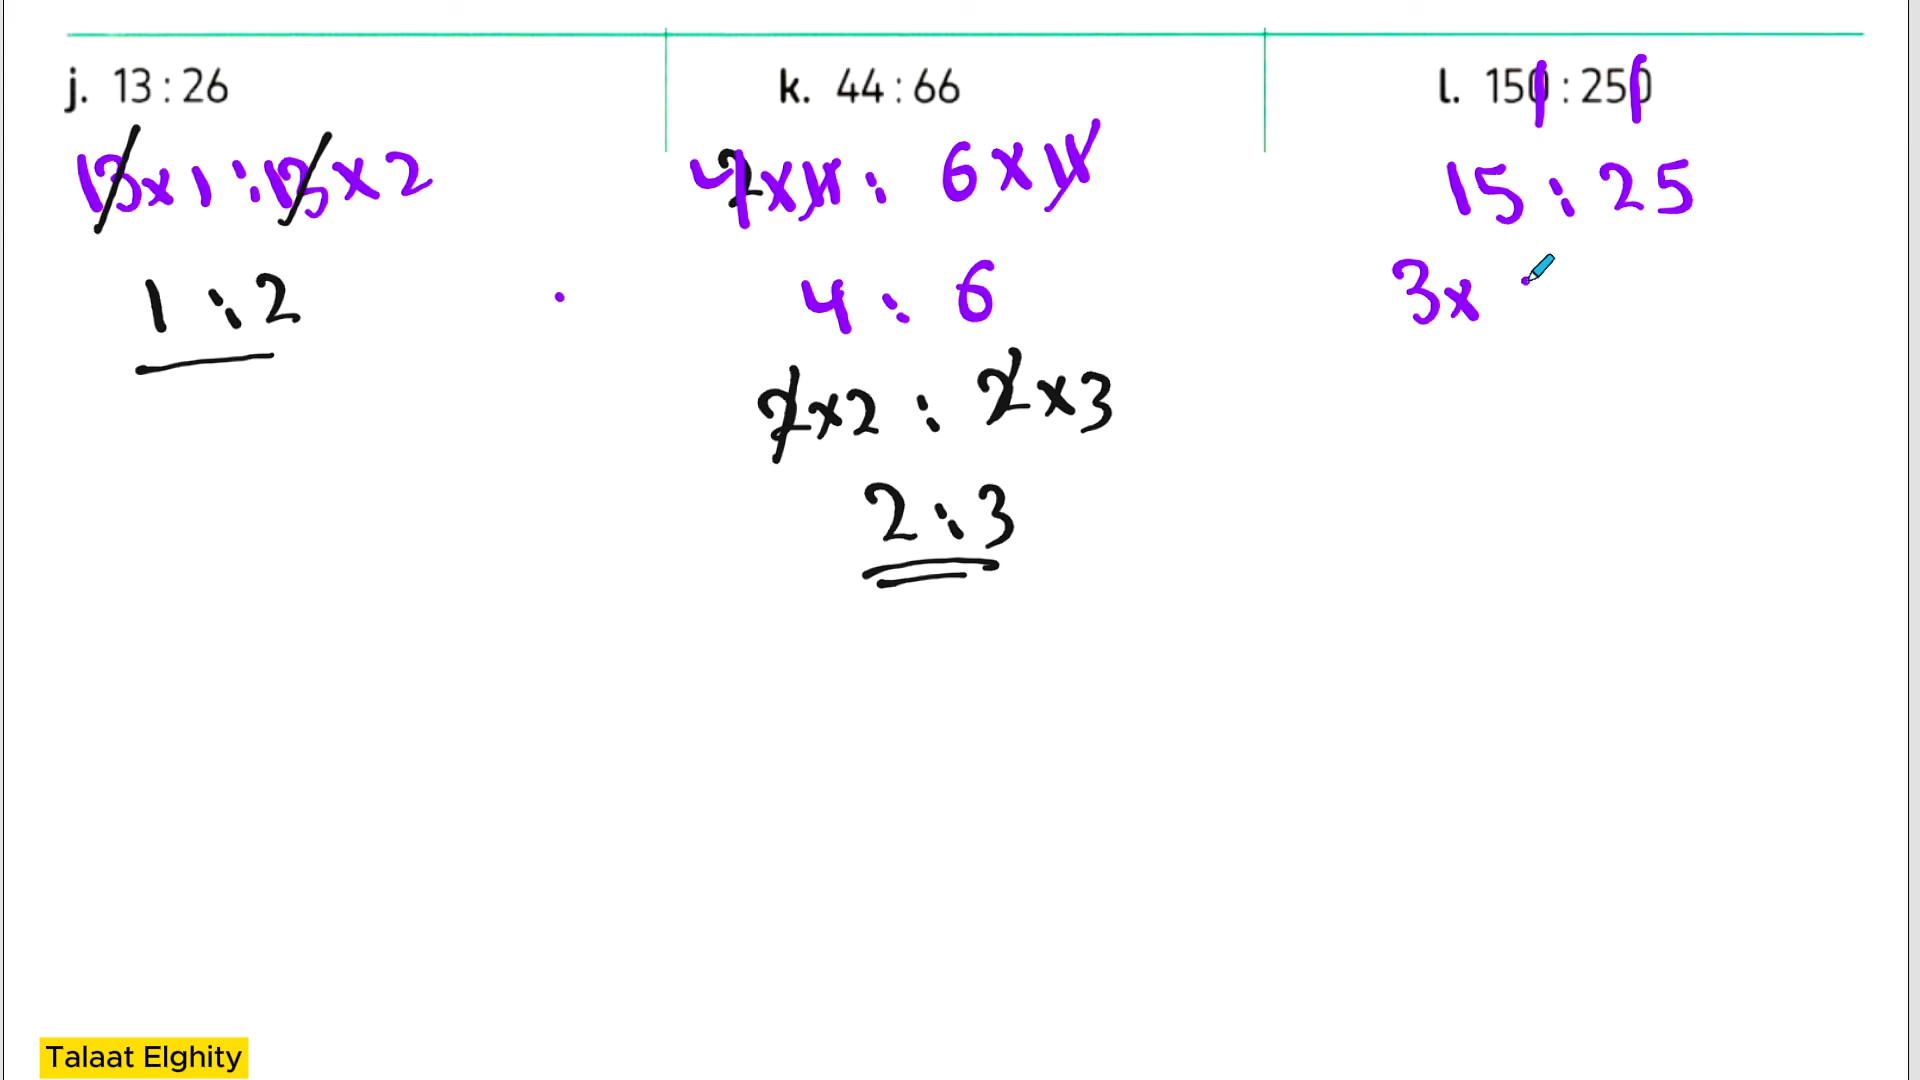 j. 13 : 26
13 x 1 : 13 x 2
1 : 2
k. 44 : 66
4 x 11 : 6 x 11
4 : 6
2 x 2 : 2 x 3
2 : 3
l. 150 : 250
15 : 25
3 x
Talaat Elghity